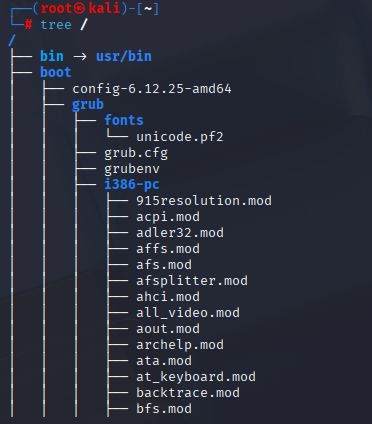 ┌──(root㉿kali)-[~]
└─# tree /
/
├── bin -> usr/bin
├── boot
│   ├── config-6.12.25-amd64
│   ├── grub
│   │   ├── fonts
│   │   │   └── unicode.pf2
│   │   ├── grub.cfg
│   │   ├── grubenv
│   │   ├── i386-pc
│   │   │   ├── 915resolution.mod
│   │   │   ├── acpi.mod
│   │   │   ├── adler32.mod
│   │   │   ├── affs.mod
│   │   │   ├── afs.mod
│   │   │   ├── afsplitter.mod
│   │   │   ├── ahci.mod
│   │   │   ├── all_video.mod
│   │   │   ├── aout.mod
│   │   │   ├── archelp.mod
│   │   │   ├── ata.mod
│   │   │   ├── at_keyboard.mod
│   │   │   ├── backtrace.mod
│   │   │   ├── bfs.mod